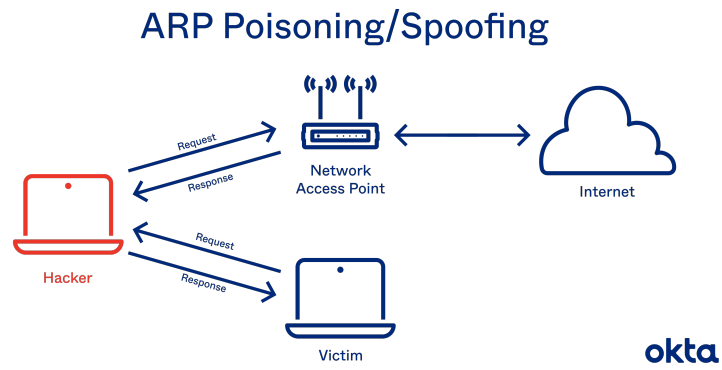 ARP Poisoning/Spoofing
Request
Response
Network
Access Point
Internet
Hacker
Request
Response
Victim
okta